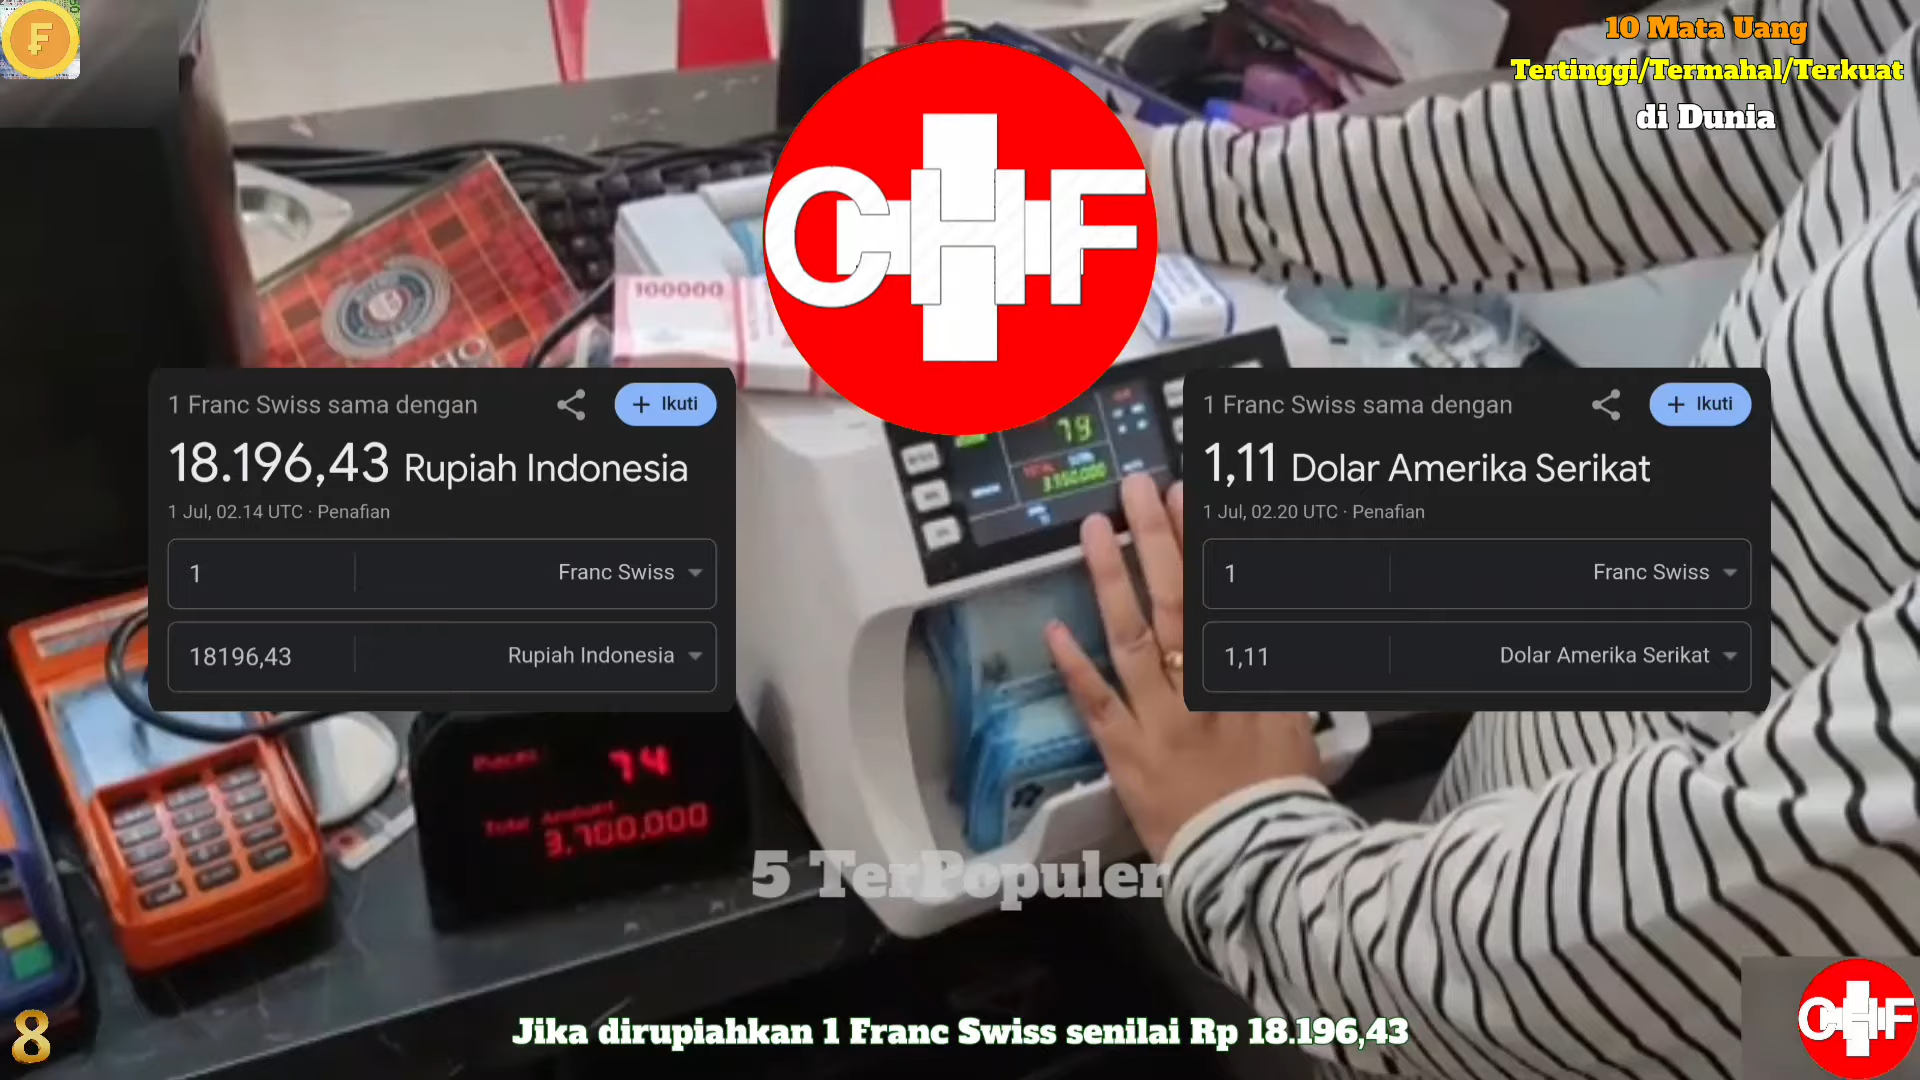 10 Mata Uang
Tertinggi/Termahal/Terkuat
di Dunia
CHF
100000
1 Franc Swiss sama dengan
+ Ikuti
18.196,43 Rupiah Indonesia
1 Jul, 02.14 UTC · Penafian
1 Franc Swiss
18196,43 Rupiah Indonesia
1 Franc Swiss sama dengan
+ Ikuti
1,11 Dolar Amerika Serikat
1 Jul, 02.20 UTC · Penafian
1 Franc Swiss
1,11 Dolar Amerika Serikat
79
74
Total Amount
3,700,000
5 TerPopuler
8
Jika dirupiahkan 1 Franc Swiss senilai Rp 18.196,43
CHF